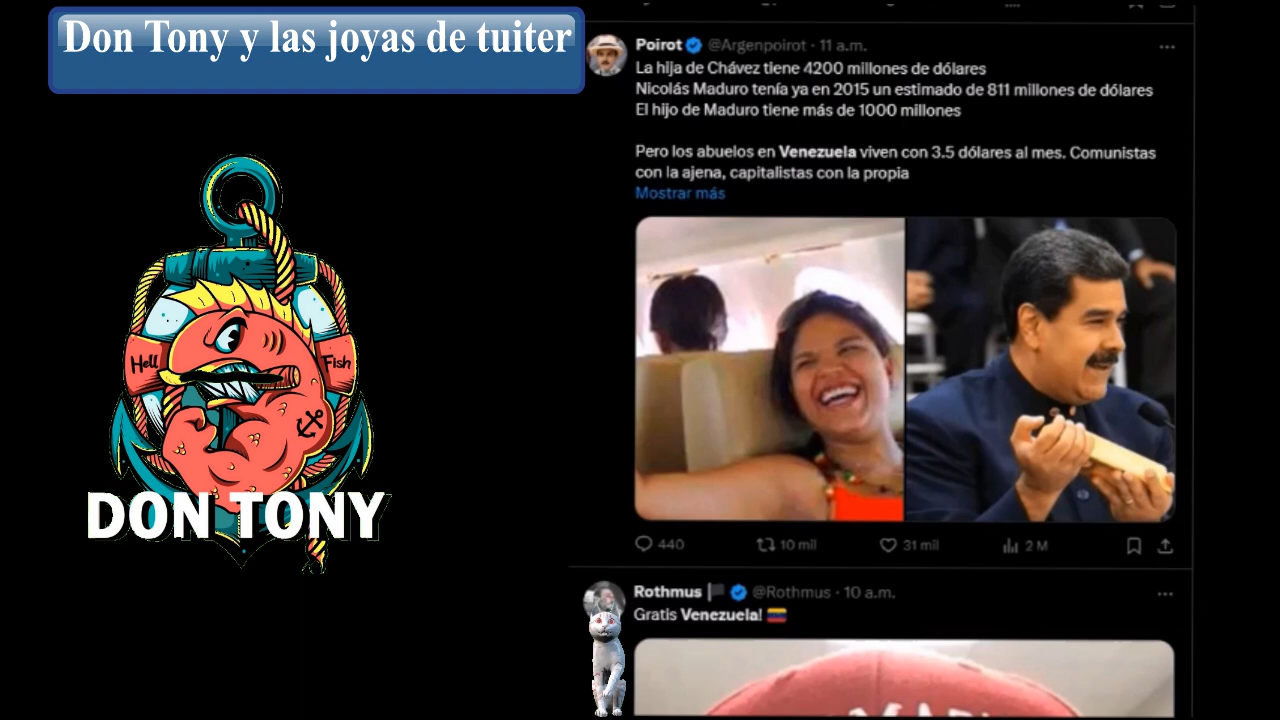 Don Tony y las joyas de tuiter
Hell
Fish
DON TONY
Poirot @Argenpoirot · 11 a.m.
La hija de Chávez tiene 4200 millones de dólares
Nicolás Maduro tenía ya en 2015 un estimado de 811 millones de dólares
El hijo de Maduro tiene más de 1000 millones
Pero los abuelos en Venezuela viven con 3.5 dólares al mes. Comunistas
con la ajena, capitalistas con la propia
Mostrar más
440 10 mil 31 mil 2 M
Rothmus @Rothmus · 10 a.m.
Gratis Venezuela!